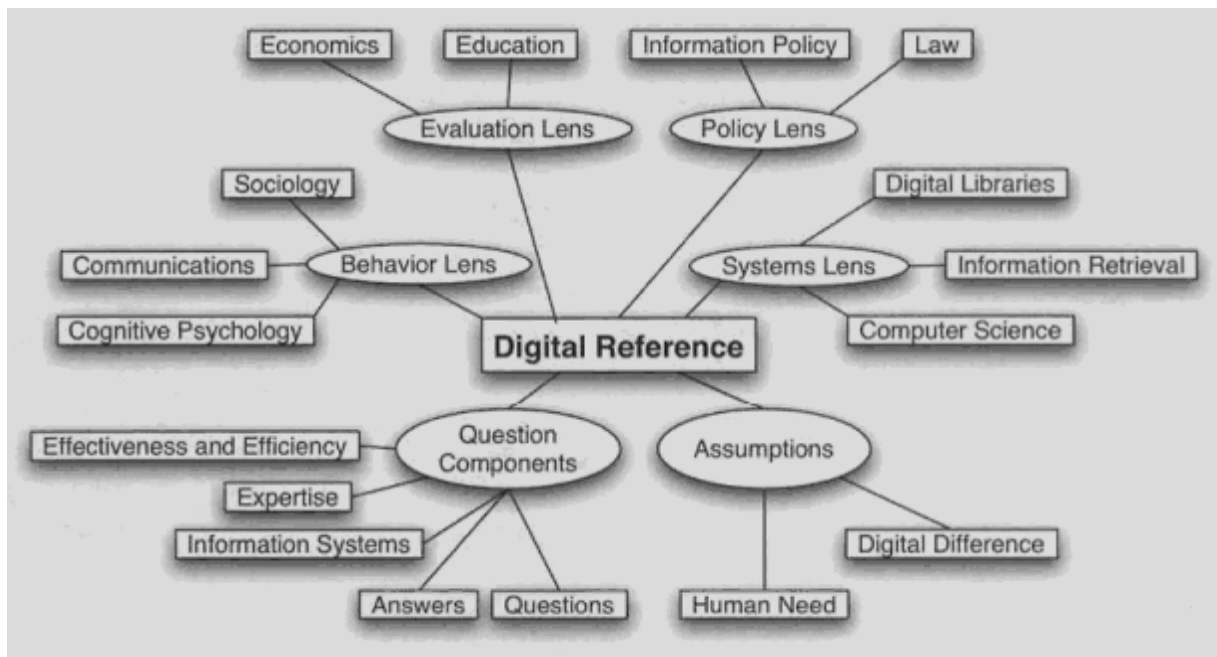 Economics
Education
Information Policy
Law
Evaluation Lens
Policy Lens
Sociology
Digital Libraries
Communications
Behavior Lens
Systems Lens
Information Retrieval
Cognitive Psychology
Digital Reference
Computer Science
Effectiveness and Efficiency
Question
Components
Assumptions
Expertise
Information Systems
Digital Difference
Answers
Questions
Human Need